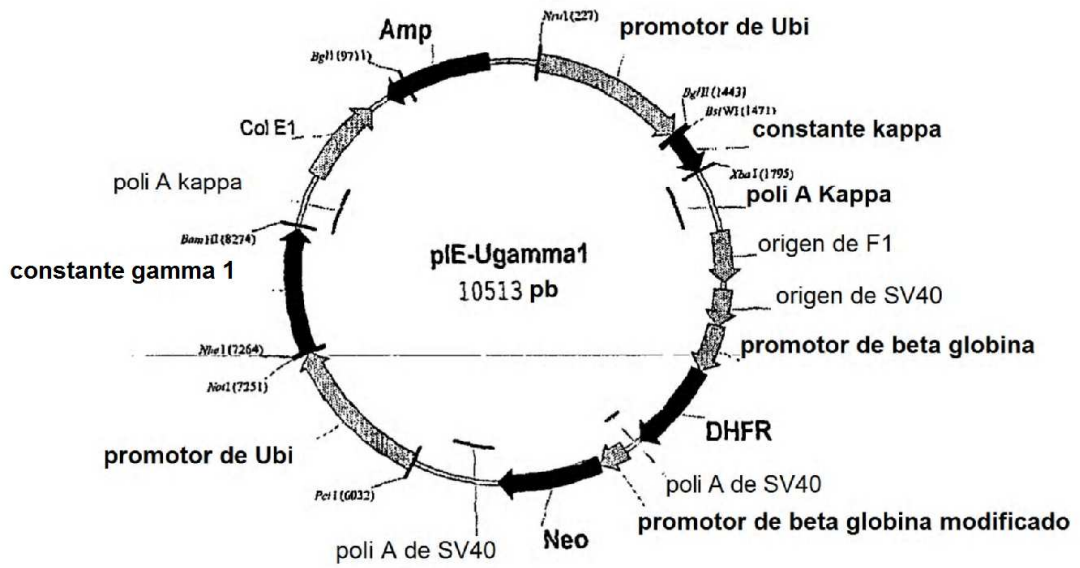 Amp
NruI(227)
promotor de Ubi
BglI(9711)
BglII(1443)
BsiWI(1471)
constante kappa
Col E1
XbaI(1795)
poli A kappa
poli A Kappa
BamHI(8274)
origen de F1
constante gamma 1
pIE-Ugamma1
10513 pb
origen de SV40
NheI(7264)
promotor de beta globina
NotI(7251)
DHFR
promotor de Ubi
poli A de SV40
promotor de beta globina modificado
poli A de SV40
Neo